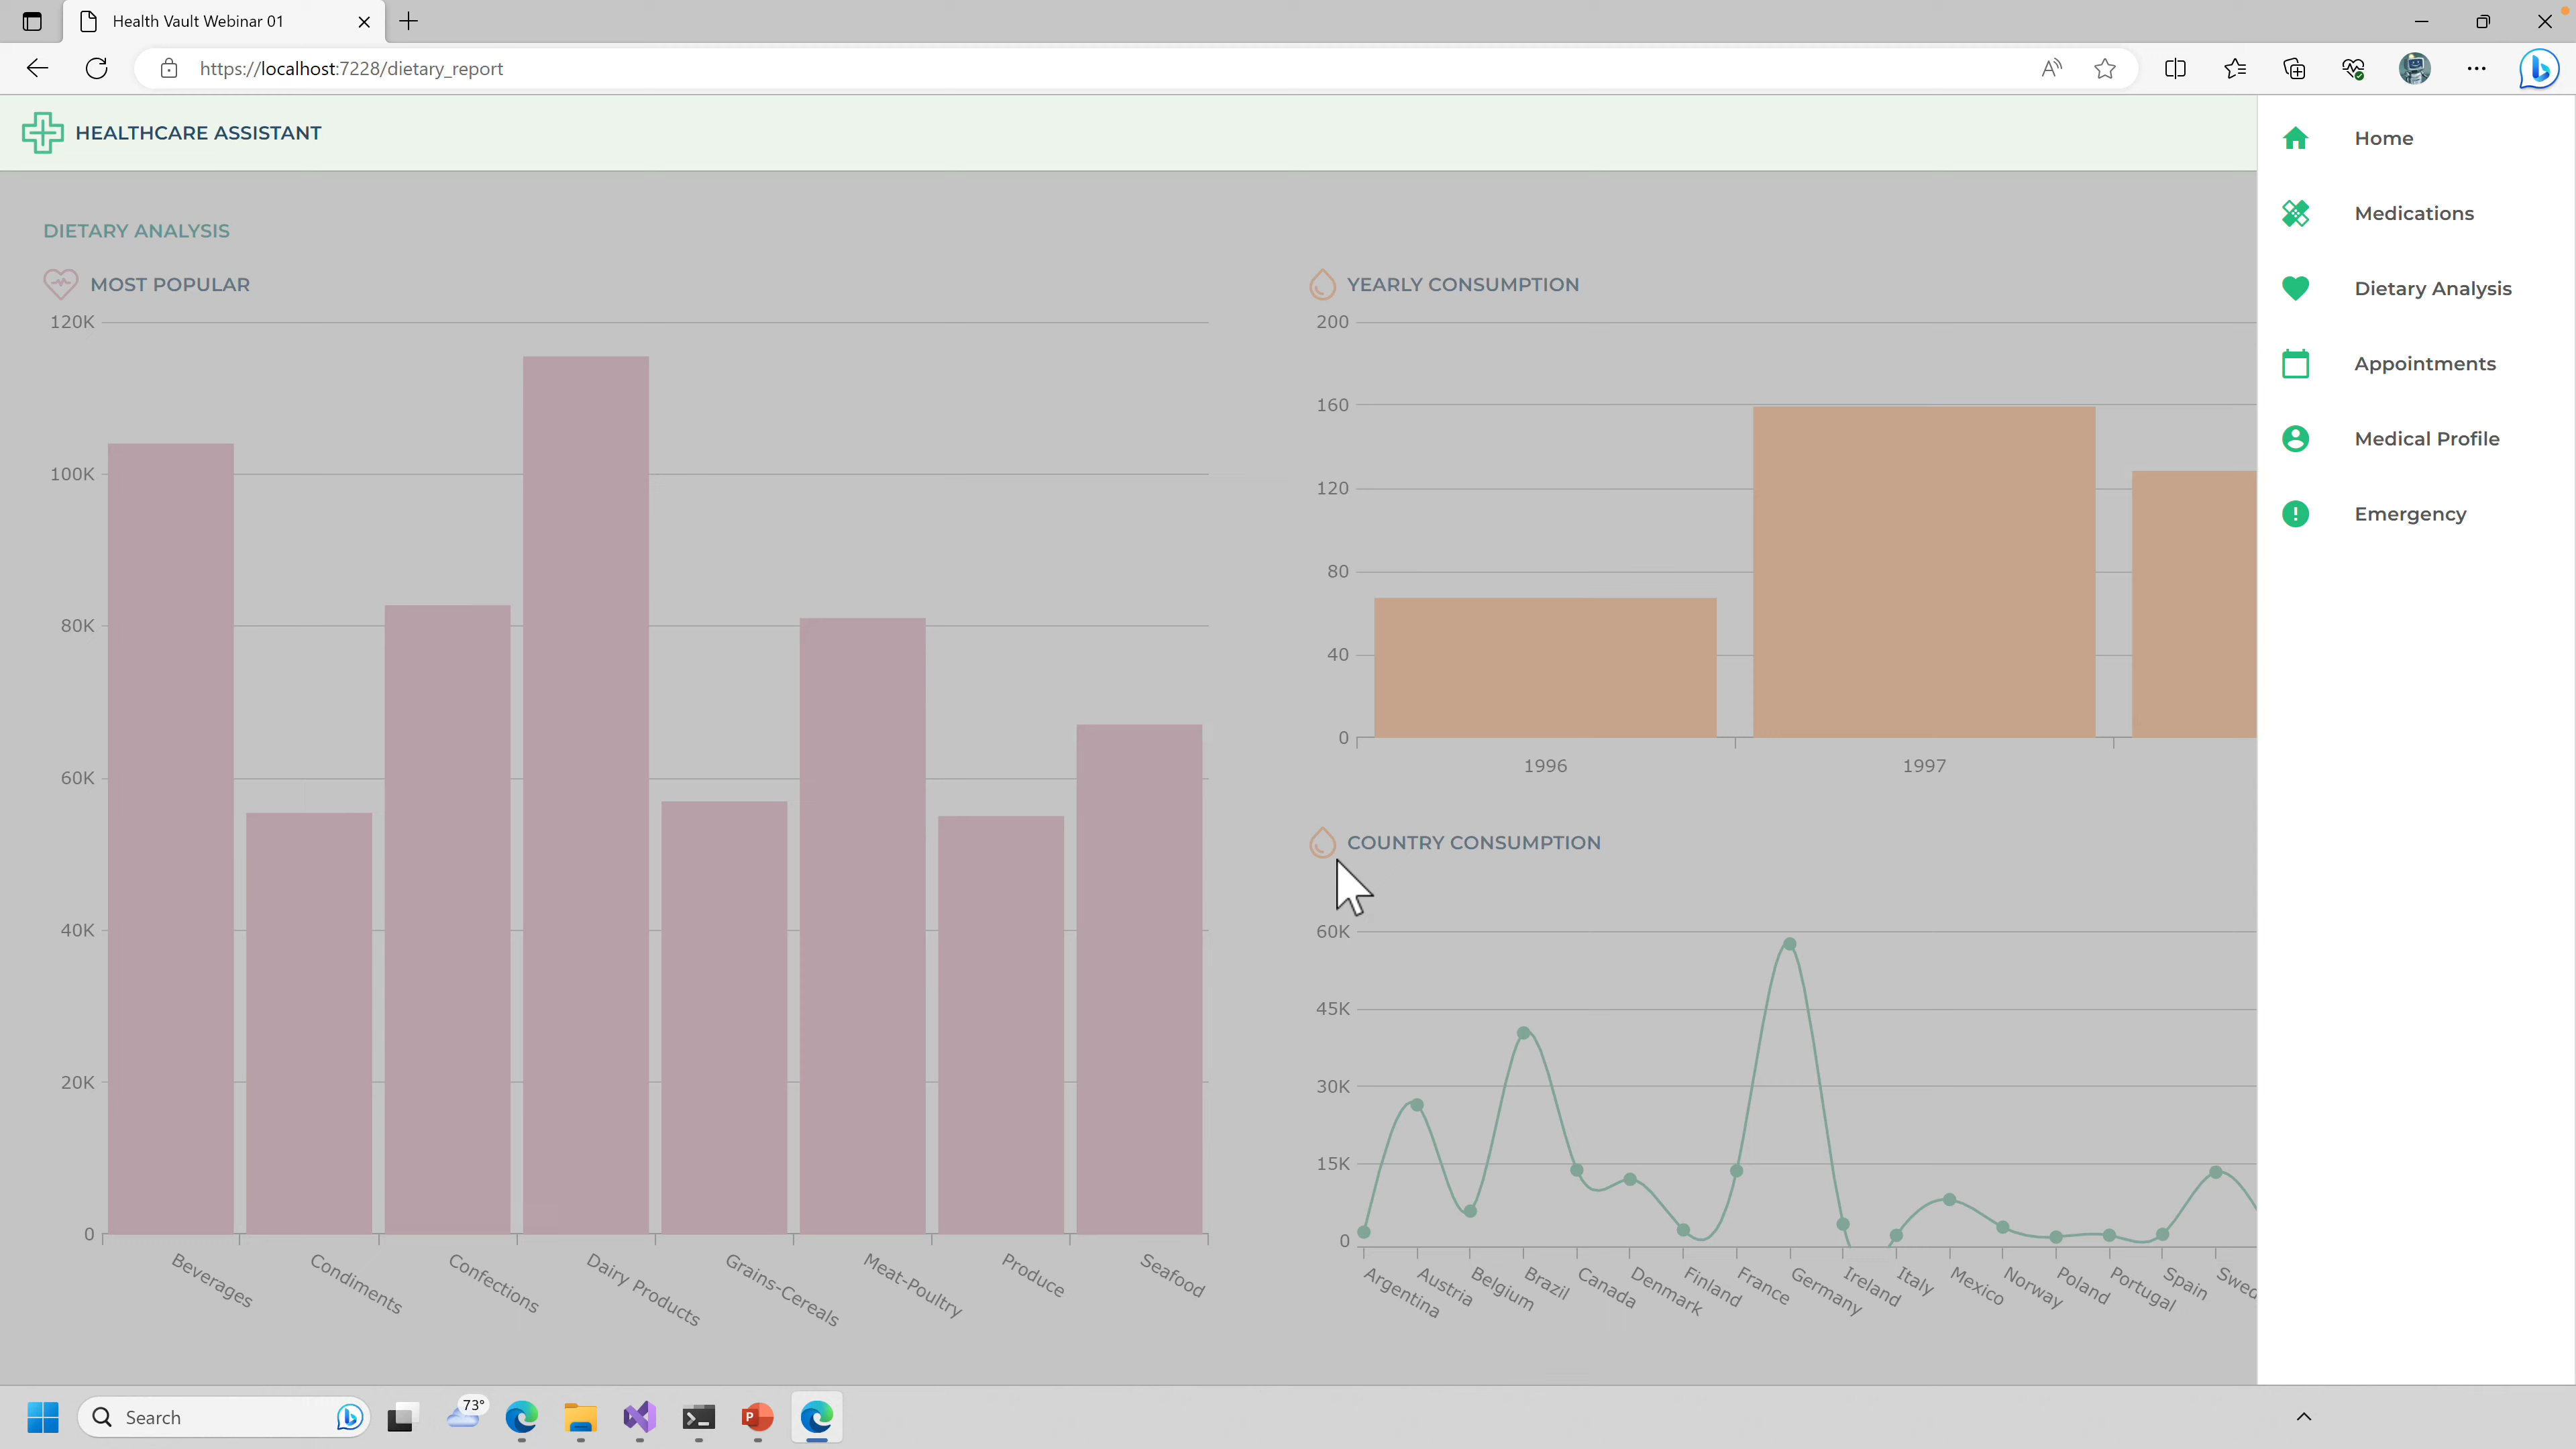 Health Vault Webinar 01
https://localhost:7228/dietary_report
HEALTHCARE ASSISTANT
Home
Medications
Dietary Analysis
Appointments
Medical Profile
Emergency
DIETARY ANALYSIS
MOST POPULAR
120K
100K
80K
60K
40K
20K
0
Beverages
Condiments
Confections
Dairy Products
Grains-Cereals
Meat-Poultry
Produce
Seafood
YEARLY CONSUMPTION
200
160
120
80
40
0
1996
1997
COUNTRY CONSUMPTION
60K
45K
30K
15K
0
Argentina
Austria
Belgium
Brazil
Canada
Denmark
Finland
France
Germany
Ireland
Italy
Mexico
Norway
Poland
Portugal
Spain
Swed
Search
73°